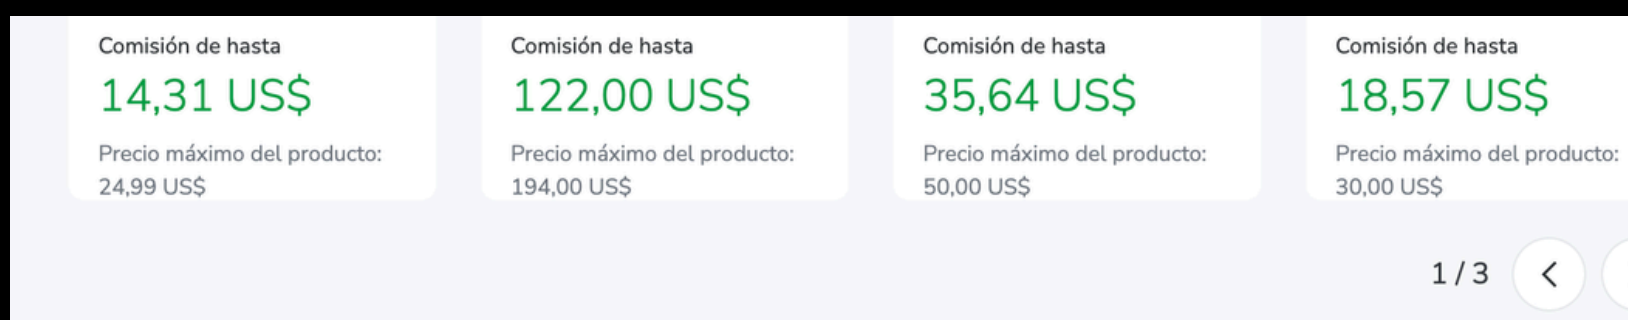 Comisión de hasta
14,31 US$
Precio máximo del producto:
24,99 US$
Comisión de hasta
122,00 US$
Precio máximo del producto:
194,00 US$
Comisión de hasta
35,64 US$
Precio máximo del producto:
50,00 US$
Comisión de hasta
18,57 US$
Precio máximo del producto:
30,00 US$
1 / 3